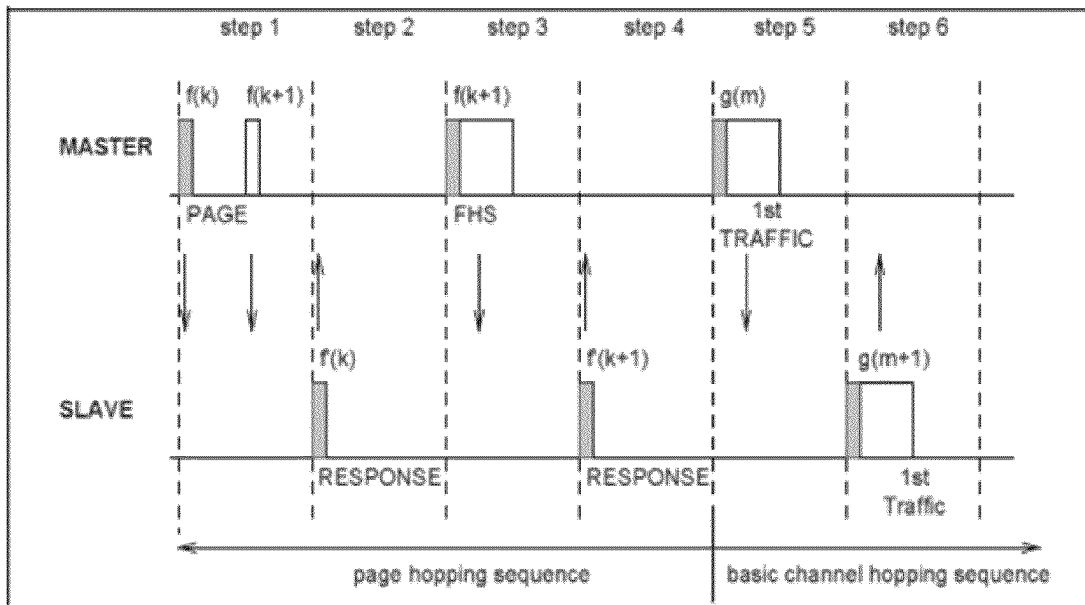 step 1 step 2 step 3 step 4 step 5 step 6
f(k) f(k+1) f(k+1) g(m)
MASTER
PAGE FHS 1st
TRAFFIC
f'(k) f'(k+1) g(m+1)
SLAVE
RESPONSE RESPONSE 1st
Traffic
page hopping sequence basic channel hopping sequence